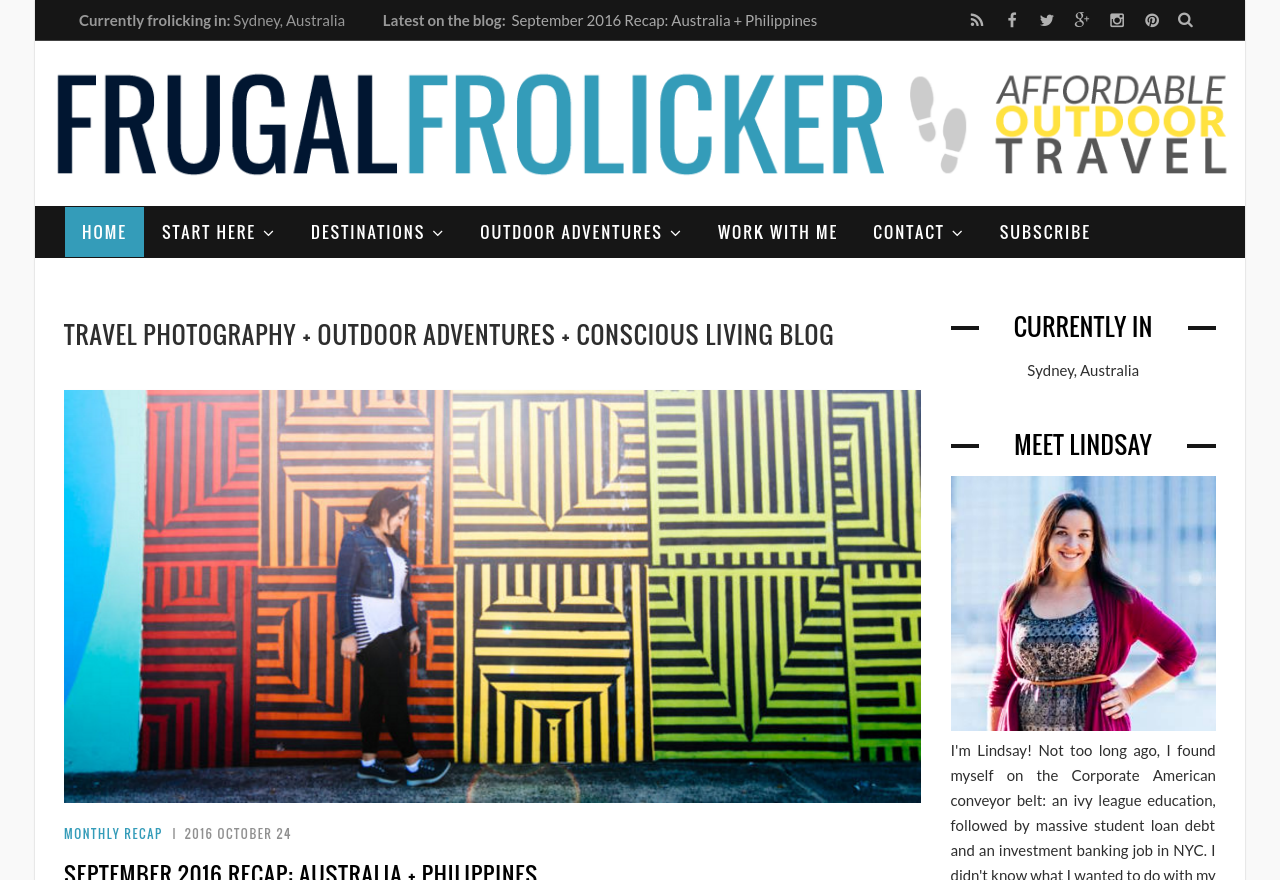 Currently frolicking in: Sydney, Australia
Latest on the blog: September 2016 Recap: Australia + Philippines
FRUGALFROLICKER
AFFORDABLE
OUTDOOR
TRAVEL
HOME
START HERE
DESTINATIONS
OUTDOOR ADVENTURES
WORK WITH ME
CONTACT
SUBSCRIBE
TRAVEL PHOTOGRAPHY + OUTDOOR ADVENTURES + CONSCIOUS LIVING BLOG
MONTHLY RECAP | 2016 OCTOBER 24
SEPTEMBER 2016 RECAP: AUSTRALIA + PHILIPPINES
CURRENTLY IN
Sydney, Australia
MEET LINDSAY
I'm Lindsay! Not too long ago, I found
myself on the Corporate American
conveyor belt: an ivy league education,
followed by massive student loan debt
and an investment banking job in NYC. I
didn't know what I wanted to do with my